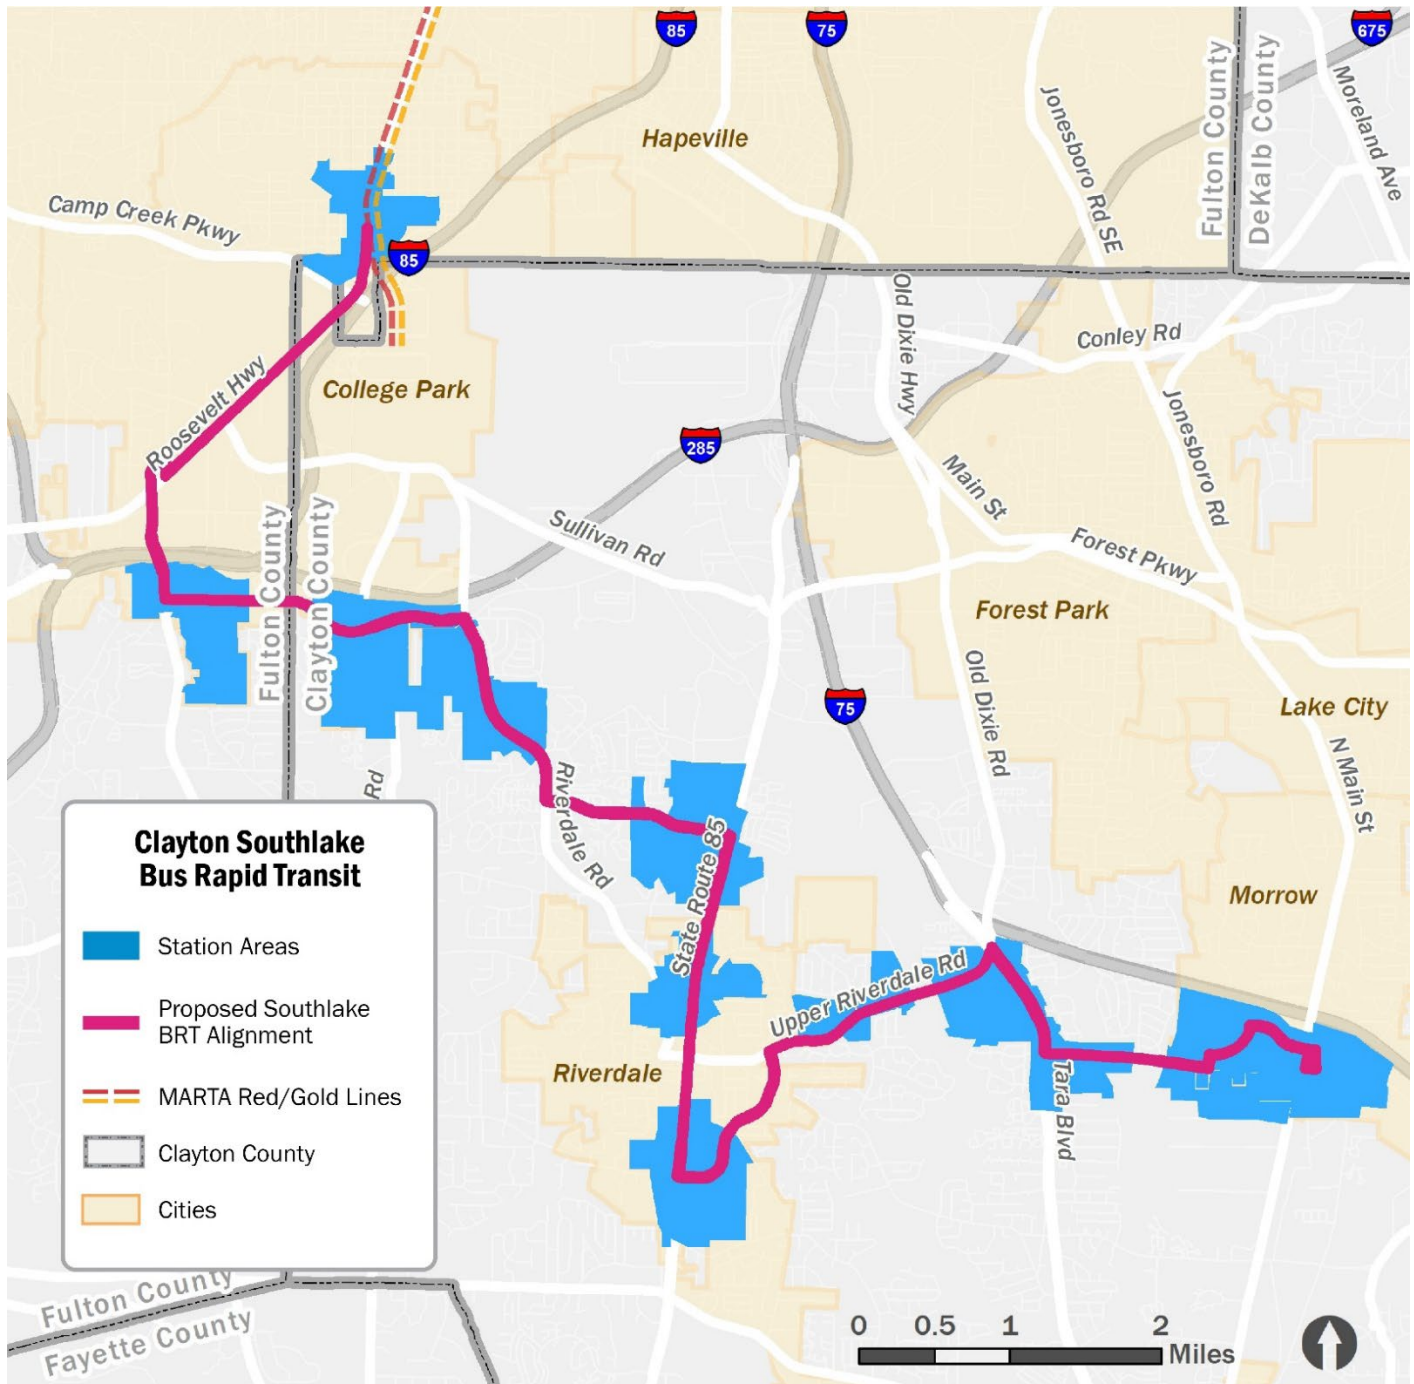 85
75
675
Fulton County
DeKalb County
Moreland Ave
Jonesboro Rd SE
Hapeville
Camp Creek Pkwy
85
Old Dixie Hwy
Conley Rd
Roosevelt Hwy
College Park
Jonesboro Rd
285
Main St
Sullivan Rd
Forest Pkwy
Fulton County
Clayton County
Forest Park
Old Dixie Rd
75
Lake City
N Main St
Rd
Riverdale Rd
State Route 85
Morrow
Upper Riverdale Rd
Riverdale
Tara Blvd
Clayton Southlake
Bus Rapid Transit
Station Areas
Proposed Southlake
BRT Alignment
MARTA Red/Gold Lines
Clayton County
Cities
Fulton County
Fayette County
0 0.5 1 2
Miles